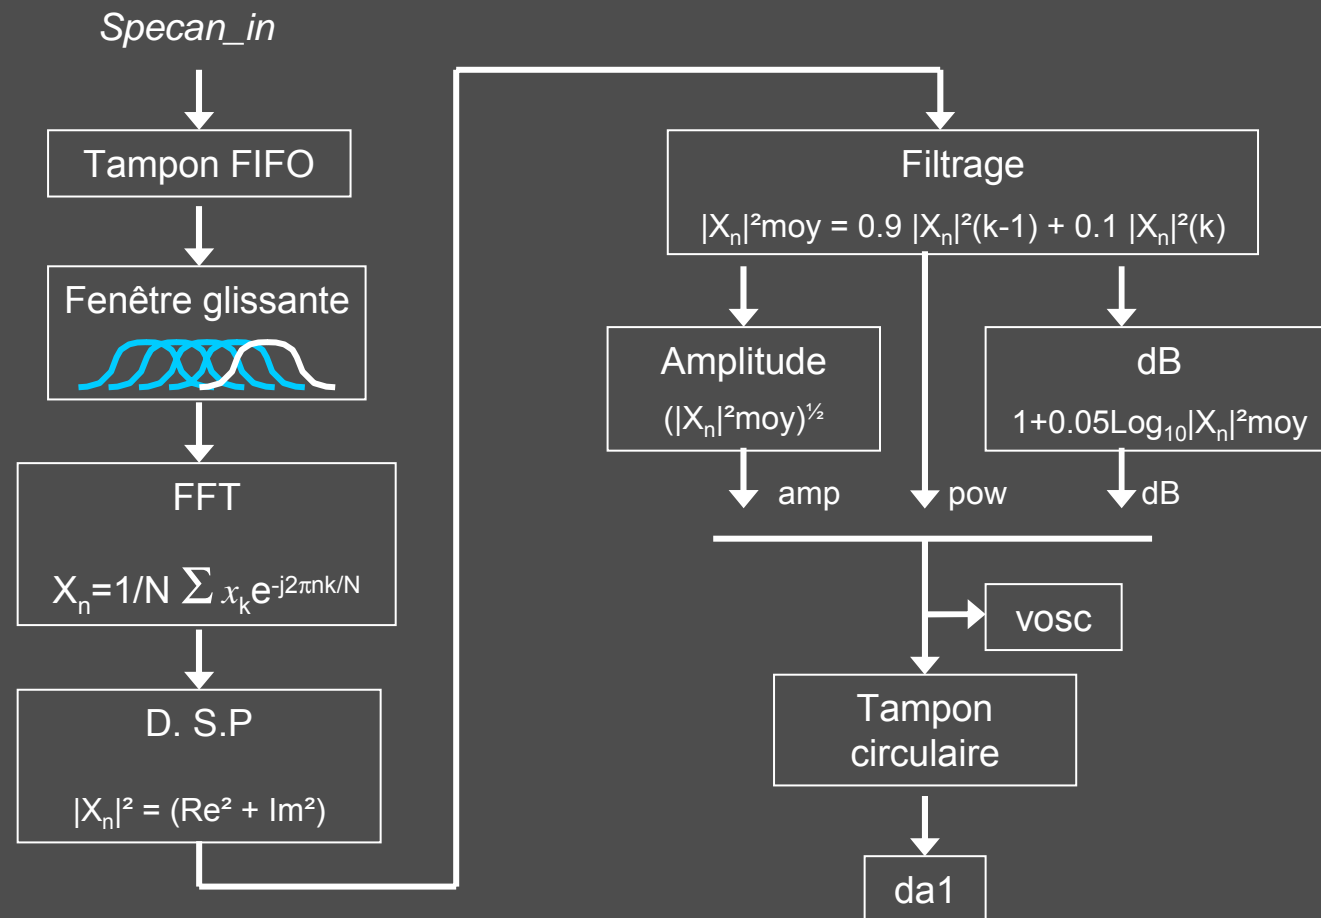 Specan_in
Tampon FIFO
Fenêtre glissante
FFT
Xₙ=1/N Σ xₖe⁻ʲ²πⁿᵏ/ᴺ
D. S.P
|Xₙ|² = (Re² + Im²)
Filtrage
|Xₙ|²moy = 0.9 |Xₙ|²(k-1) + 0.1 |Xₙ|²(k)
Amplitude
(|Xₙ|²moy)^½
dB
1+0.05Log₁₀|Xₙ|²moy
amp
pow
dB
vosc
Tampon
circulaire
da1